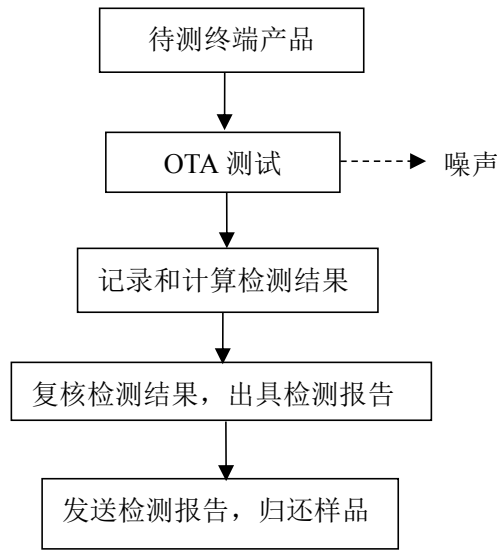 待测终端产品
OTA 测试
噪声
记录和计算检测结果
复核检测结果，出具检测报告
发送检测报告，归还样品